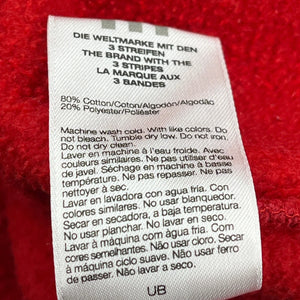 DIE WELTMARKE MIT DEN
3 STREIFEN
THE BRAND WITH THE
3 STRIPES
LA MARQUE AUX
3 BANDES
80% Cotton/Coton/Algodón/Algodão
20% Polyester/Poliéster
Machine wash cold. With like colors. Do
not bleach. Tumble dry low. Do not iron.
Do not dry clean.
Laver en machine à l'eau froide. Avec
couleurs similaires. Ne pas utiliser d'eau
de javel. Séchage en machine à basse
température. Ne pas repasser. Ne pas
nettoyer à sec.
Lavar en lavadora con agua fria. Con
colores similares. No usar blanqueador.
Secar en secadora, a baja temperatura.
No usar planchar. No lavar en seco.
Lavar à máquina com agua fria. Com
cores semelhantes. Não usar cloro. Secar
à máquina ciclo suave. Não usar ferro.
Não lavar à seco.
UB